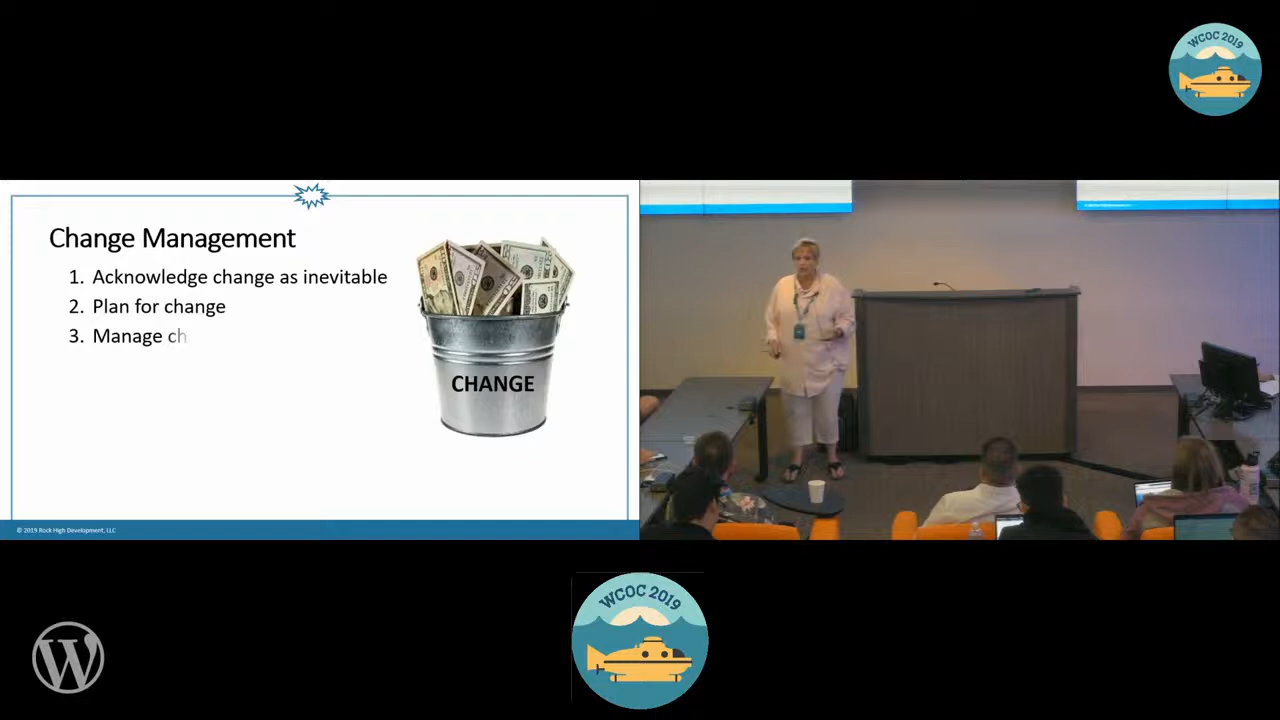 WCOC 2019
Change Management
1. Acknowledge change as inevitable
2. Plan for change
3. Manage ch
CHANGE
© 2019 Rock High Development, LLC
WCOC 2019